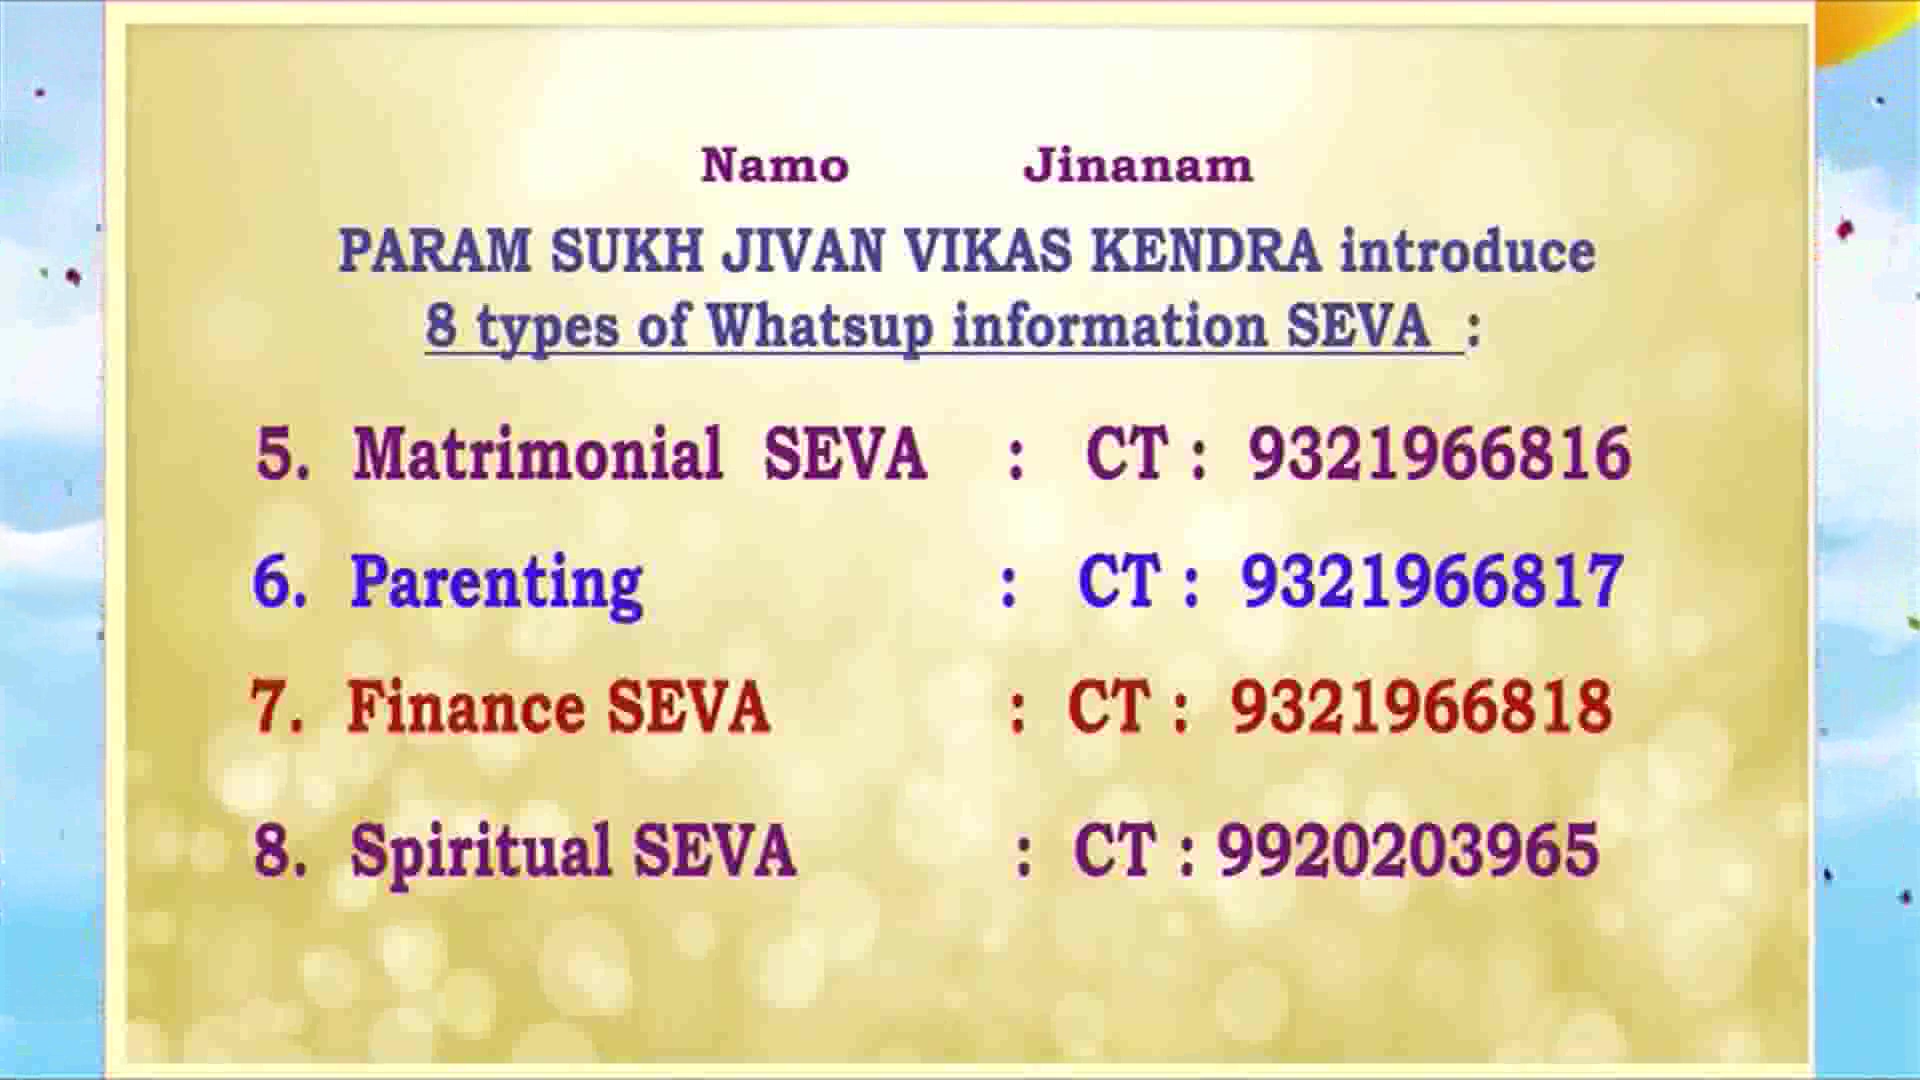 Namo Jinanam
PARAM SUKH JIVAN VIKAS KENDRA introduce
8 types of Whatsup information SEVA :
5. Matrimonial SEVA : CT : 9321966816
6. Parenting : CT : 9321966817
7. Finance SEVA : CT : 9321966818
8. Spiritual SEVA : CT : 9920203965